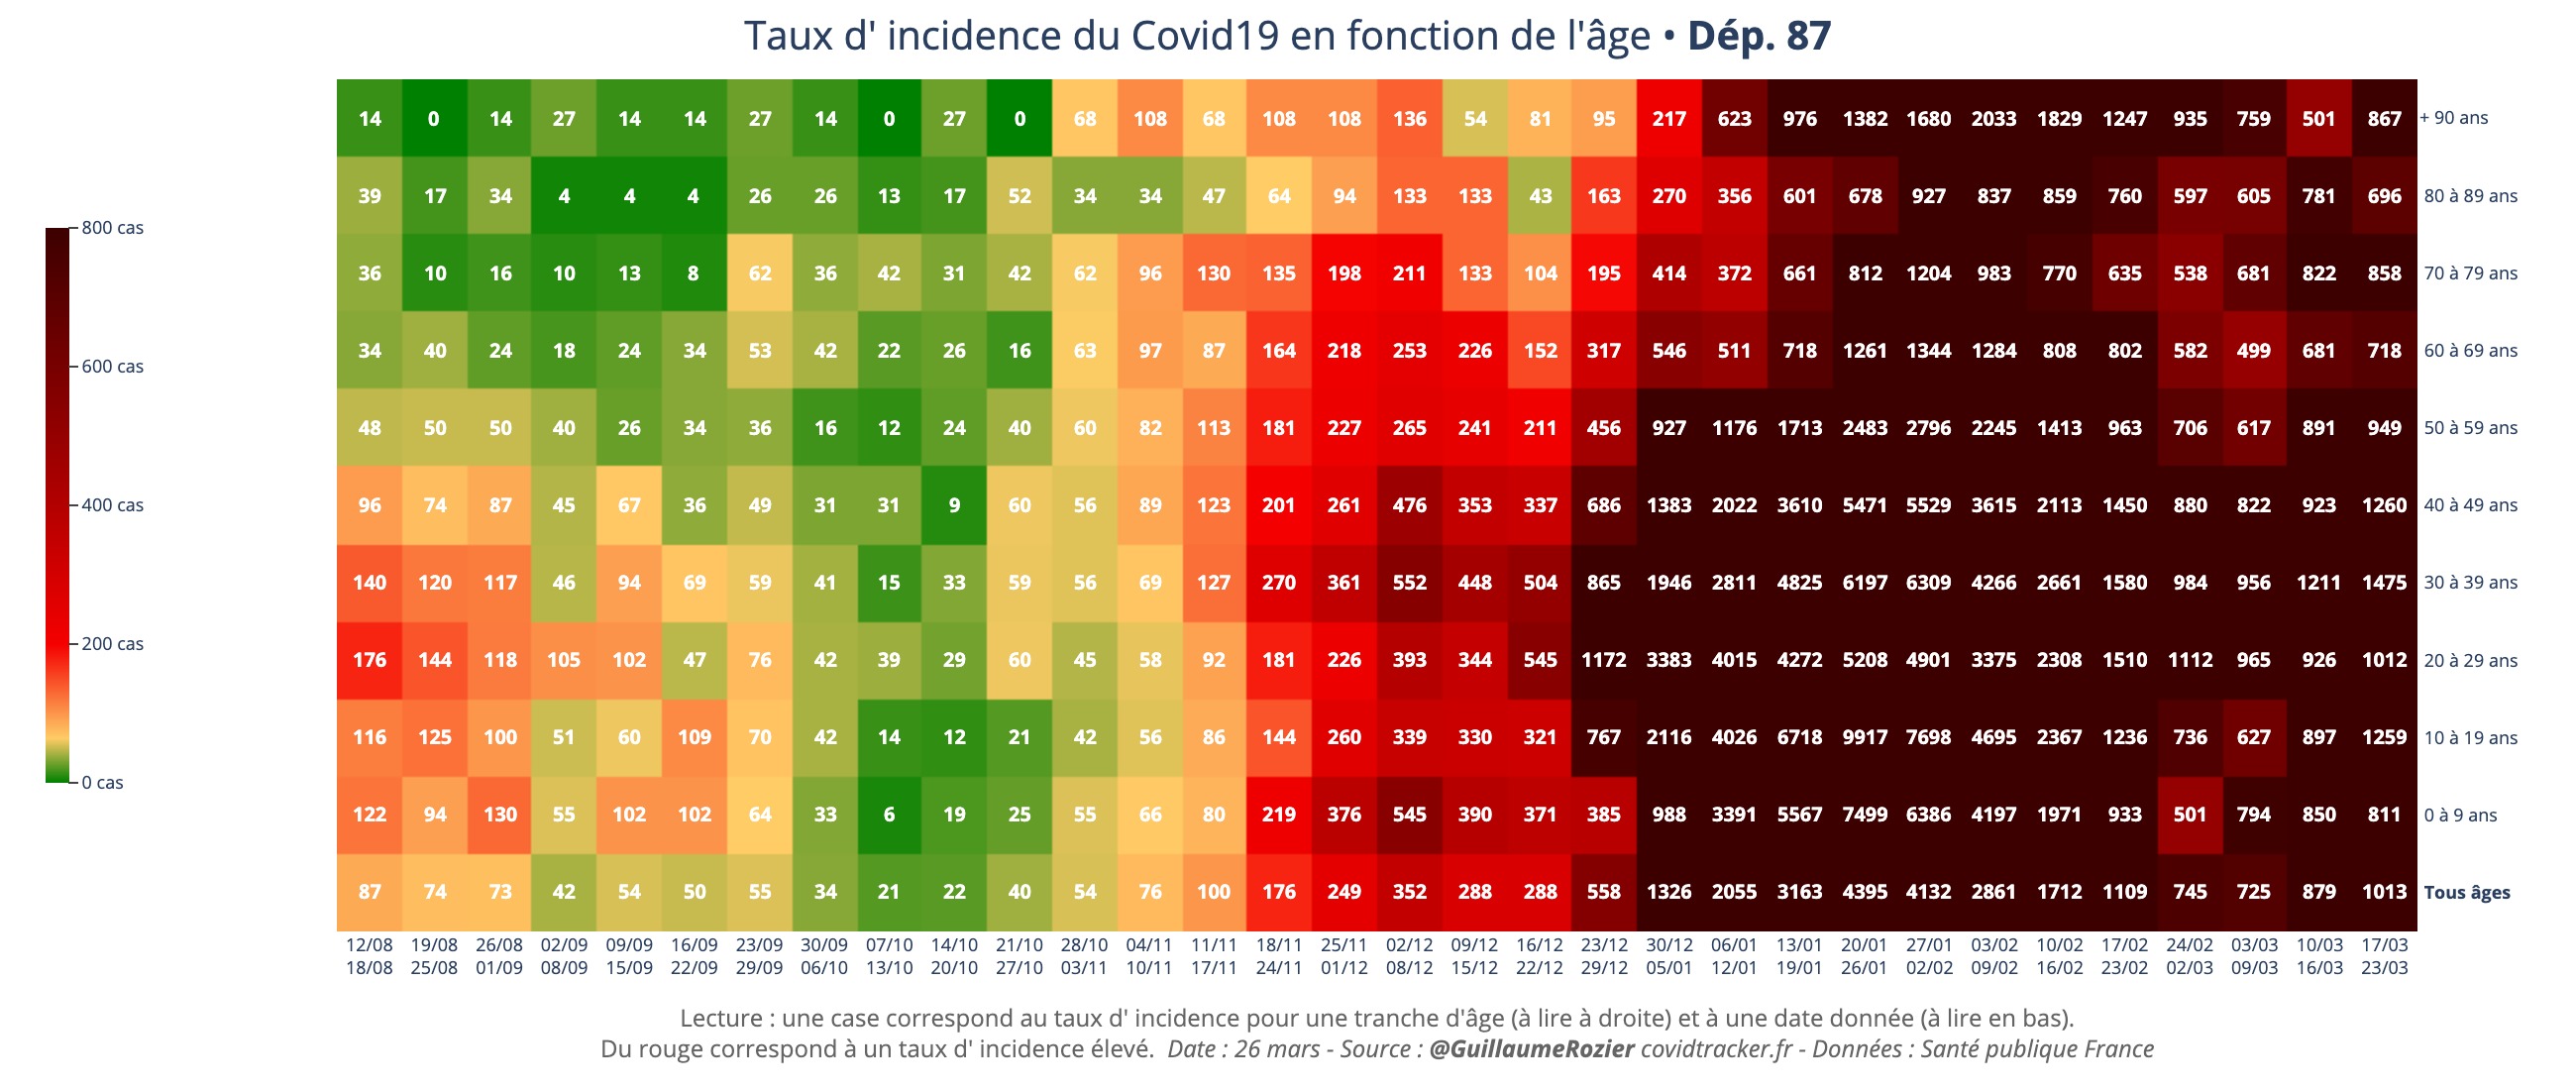 Taux d' incidence du Covid19 en fonction de l'âge • Dép. 87
14 0 14 27 14 14 27 14 0 27 0 68 108 68 108 108 136 54 81 95 217 623 976 1382 1680 2033 1829 1247 935 759 501 867 + 90 ans
39 17 34 4 4 4 26 26 13 17 52 34 34 47 64 94 133 133 43 163 270 356 601 678 927 837 859 760 597 605 781 696 80 à 89 ans
800 cas
36 10 16 10 13 8 62 36 42 31 42 62 96 130 135 198 211 133 104 195 414 372 661 812 1204 983 770 635 538 681 822 858 70 à 79 ans
34 40 24 18 24 34 53 42 22 26 16 63 97 87 164 218 253 226 152 317 546 511 718 1261 1344 1284 808 802 582 499 681 718 60 à 69 ans
600 cas
48 50 50 40 26 34 36 16 12 24 40 60 82 113 181 227 265 241 211 456 927 1176 1713 2483 2796 2245 1413 963 706 617 891 949 50 à 59 ans
400 cas
96 74 87 45 67 36 49 31 31 9 60 56 89 123 201 261 476 353 337 686 1383 2022 3610 5471 5529 3615 2113 1450 880 822 923 1260 40 à 49 ans
140 120 117 46 94 69 59 41 15 33 59 56 69 127 270 361 552 448 504 865 1946 2811 4825 6197 6309 4266 2661 1580 984 956 1211 1475 30 à 39 ans
200 cas
176 144 118 105 102 47 76 42 39 29 60 45 58 92 181 226 393 344 545 1172 3383 4015 4272 5208 4901 3375 2308 1510 1112 965 926 1012 20 à 29 ans
116 125 100 51 60 109 70 42 14 12 21 42 56 86 144 260 339 330 321 767 2116 4026 6718 9917 7698 4695 2367 1236 736 627 897 1259 10 à 19 ans
0 cas
122 94 130 55 102 102 64 33 6 19 25 55 66 80 219 376 545 390 371 385 988 3391 5567 7499 6386 4197 1971 933 501 794 850 811 0 à 9 ans
87 74 73 42 54 50 55 34 21 22 40 54 76 100 176 249 352 288 288 558 1326 2055 3163 4395 4132 2861 1712 1109 745 725 879 1013 Tous âges
12/08 19/08 26/08 02/09 09/09 16/09 23/09 30/09 07/10 14/10 21/10 28/10 04/11 11/11 18/11 25/11 02/12 09/12 16/12 23/12 30/12 06/01 13/01 20/01 27/01 03/02 10/02 17/02 24/02 03/03 10/03 17/03
18/08 25/08 01/09 08/09 15/09 22/09 29/09 06/10 13/10 20/10 27/10 03/11 10/11 17/11 24/11 01/12 08/12 15/12 22/12 29/12 05/01 12/01 19/01 26/01 02/02 09/02 16/02 23/02 02/03 09/03 16/03 23/03
Lecture : une case correspond au taux d' incidence pour une tranche d'âge (à lire à droite) et à une date donnée (à lire en bas).
Du rouge correspond à un taux d' incidence élevé. Date : 26 mars - Source : @GuillaumeRozier covidtracker.fr - Données : Santé publique France